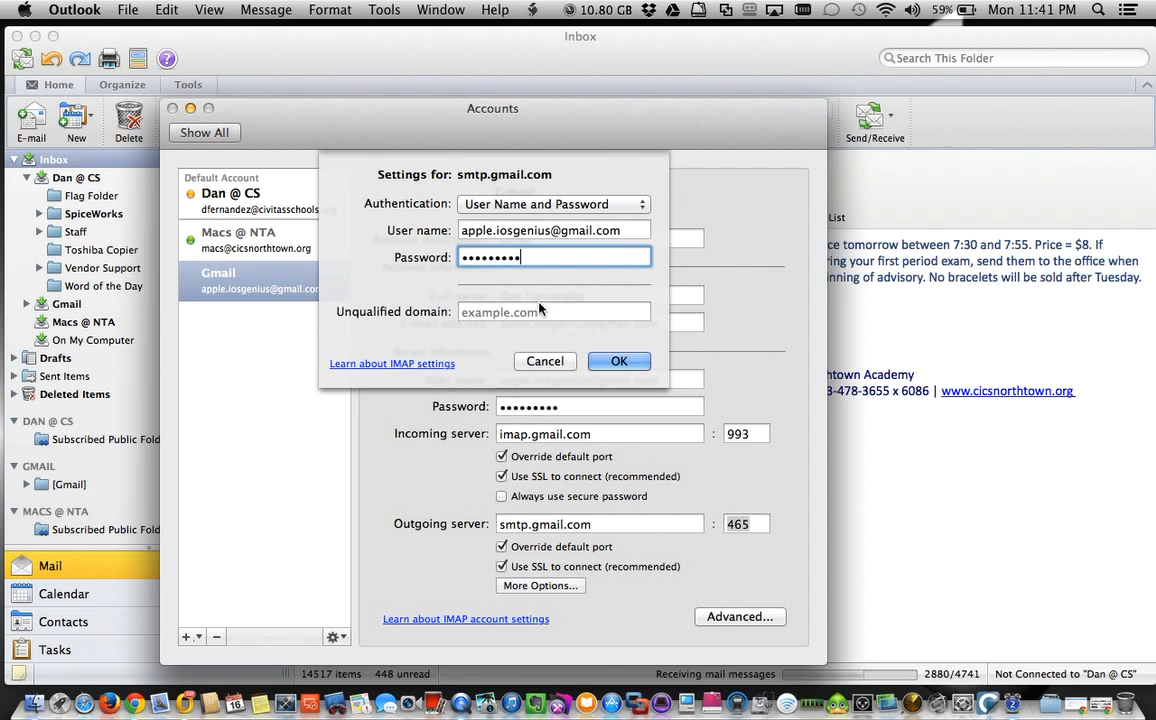 Outlook File Edit View Message Format Tools Window Help 10.80 GB 59% Mon 11:41 PM
Inbox
Search This Folder
Home Organize Tools
E-mail New Delete Send/Receive
Accounts
Show All
Inbox
Dan @ CS
Flag Folder
SpiceWorks
Staff
Toshiba Copier
Vendor Support
Word of the Day
Gmail
Macs @ NTA
On My Computer
Drafts
Sent Items
Deleted Items
DAN @ CS
Subscribed Public Fold
GMAIL
[Gmail]
MACS @ NTA
Subscribed Public Fold
Mail
Calendar
Contacts
Tasks
Default Account
Dan @ CS
dfernandez@civitasschools
Macs @ NTA
macs@cicsnorthtown.org
Gmail
apple.iosgenius@gmail.com
Settings for: smtp.gmail.com
Authentication: User Name and Password
User name: apple.iosgenius@gmail.com
Password: •••••••••
Unqualified domain: example.com
Learn about IMAP settings
Cancel OK
Password: •••••••••
Incoming server: imap.gmail.com : 993
Override default port
Use SSL to connect (recommended)
Always use secure password
Outgoing server: smtp.gmail.com : 465
Override default port
Use SSL to connect (recommended)
More Options...
Learn about IMAP account settings
Advanced...
List
ce tomorrow between 7:30 and 7:55. Price = $8. If
ring your first period exam, send them to the office when
inning of advisory. No bracelets will be sold after Tuesday.
htown Academy
3-478-3655 x 6086 | www.cicsnorthtown.org
14517 items 448 unread Receiving mail messages 2880/4741 Not Connected to "Dan @ CS"